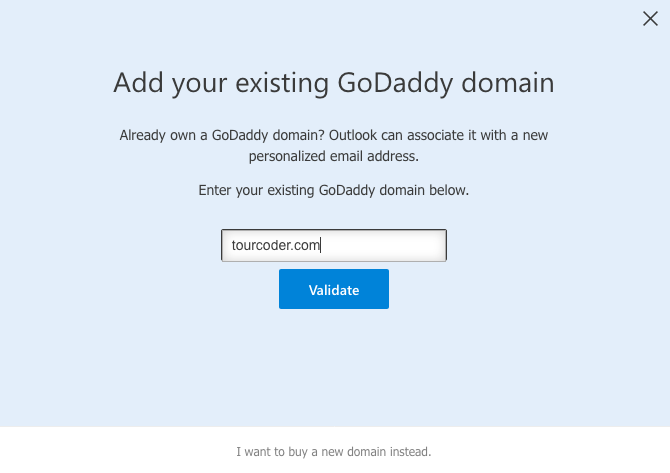 Add your existing GoDaddy domain
Already own a GoDaddy domain? Outlook can associate it with a new
personalized email address.
Enter your existing GoDaddy domain below.
tourcoder.com
Validate
I want to buy a new domain instead.